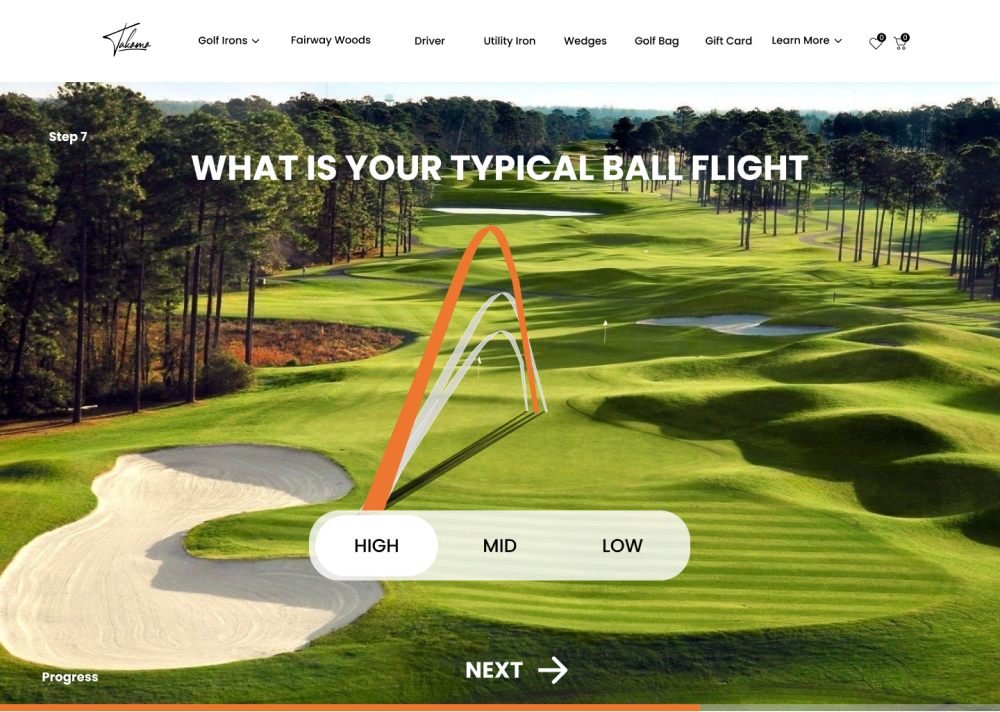 Takomo
Golf Irons
Fairway Woods
Driver
Utility Iron
Wedges
Golf Bag
Gift Card
Learn More
0
0
Step 7
WHAT IS YOUR TYPICAL BALL FLIGHT
HIGH
MID
LOW
NEXT
Progress